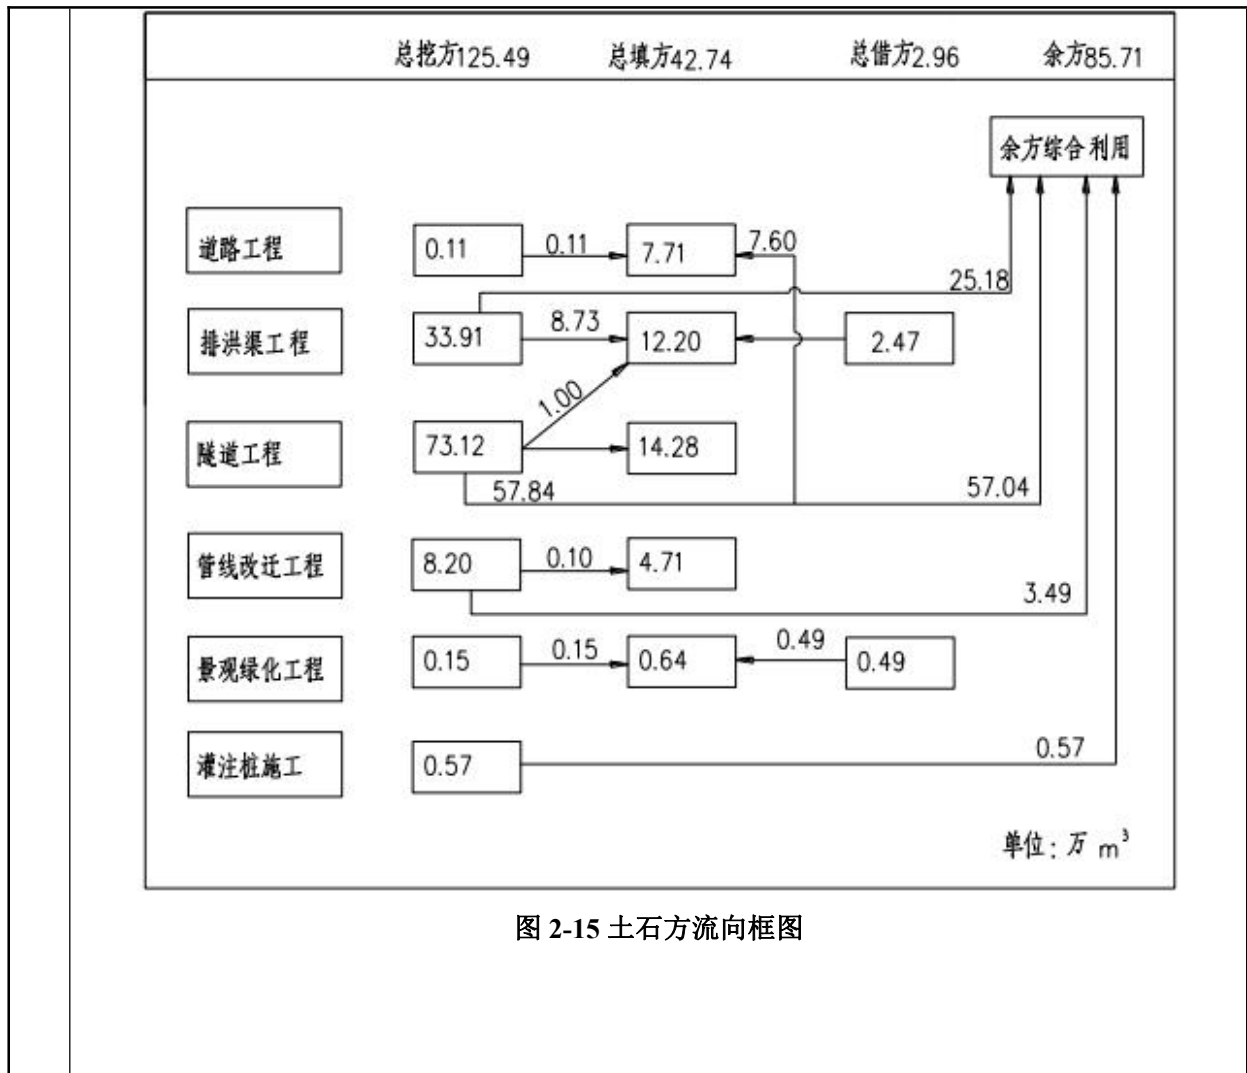 总挖方125.49 总填方42.74 总借方2.96 余方85.71
余方综合利用
道路工程 0.11 0.11 7.71 7.60
25.18
排洪渠工程 33.91 8.73 12.20 2.47
1.00
隧道工程 73.12 14.28
57.84 57.04
管线改迁工程 8.20 0.10 4.71
3.49
景观绿化工程 0.15 0.15 0.64 0.49 0.49
灌注桩施工 0.57 0.57
单位: 万 m³
图 2-15 土石方流向框图